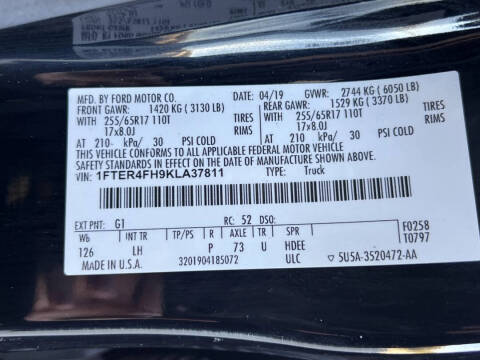 MFD. BY FORD MOTOR CO.
DATE: 04/19 GVWR: 2744 KG ( 6050 LB)
FRONT GAWR: 1420 KG ( 3130 LB) REAR GAWR: 1529 KG ( 3370 LB)
WITH 255/65R17 110T TIRES WITH 255/65R17 110T TIRES
17x8.0J RIMS 17x8.0J RIMS
AT 210 kPa/ 30 PSI COLD AT 210 kPa/ 30 PSI COLD
THIS VEHICLE CONFORMS TO ALL APPLICABLE FEDERAL MOTOR VEHICLE
SAFETY STANDARDS IN EFFECT ON THE DATE OF MANUFACTURE SHOWN ABOVE.
VIN: 1FTER4FH9KLA37811 TYPE: Truck
EXT PNT: G1 RC: 52 DSO: F0258
T0797
Wb INT TR TP/PS R AXLE TR SPR
126 LH P 73 U HDEE
MADE IN U.S.A. 3201904185072 ULC 5U5A-3520472-AA